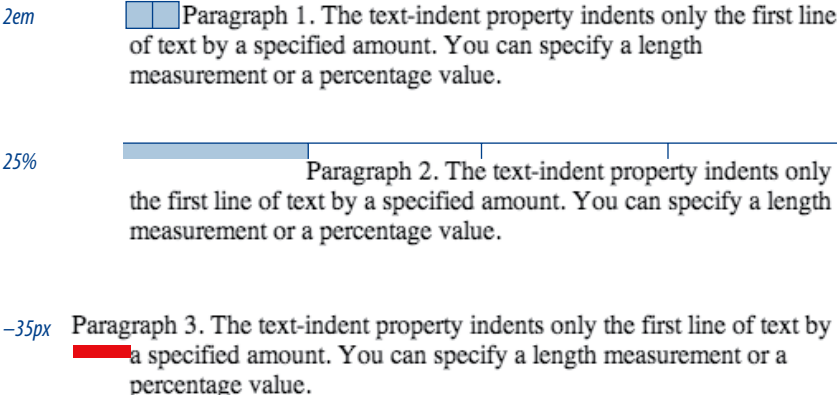 2em
Paragraph 1. The text-indent property indents only the first line
of text by a specified amount. You can specify a length
measurement or a percentage value.
25%
Paragraph 2. The text-indent property indents only
the first line of text by a specified amount. You can specify a length
measurement or a percentage value.
–35px
Paragraph 3. The text-indent property indents only the first line of text by
a specified amount. You can specify a length measurement or a
percentage value.